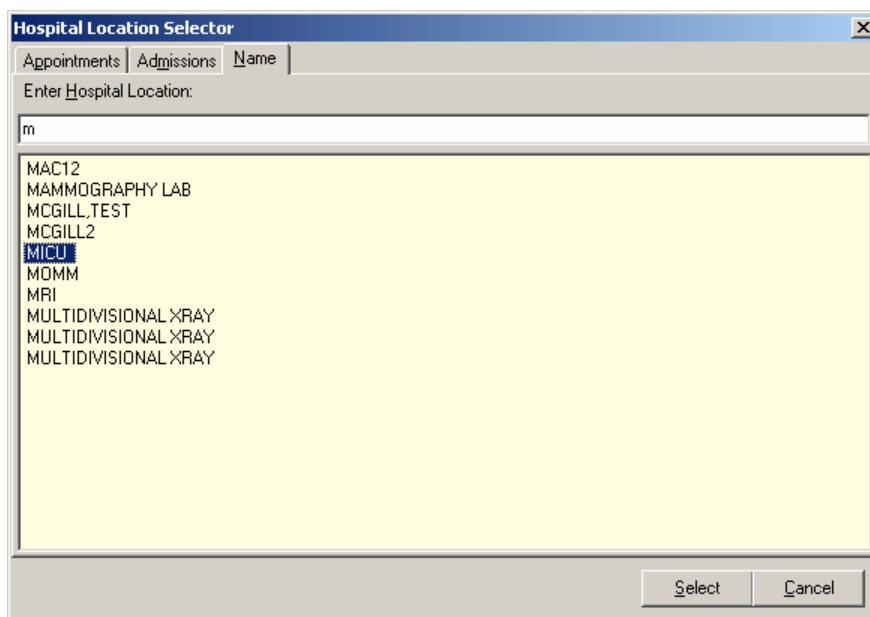 Hospital Location Selector
Appointments Admissions Name
Enter Hospital Location:
m
MAC12
MAMMOGRAPHY LAB
MCGILL,TEST
MCGILL2
MICU
MOMM
MRI
MULTIDIVISIONAL XRAY
MULTIDIVISIONAL XRAY
MULTIDIVISIONAL XRAY
Select Cancel